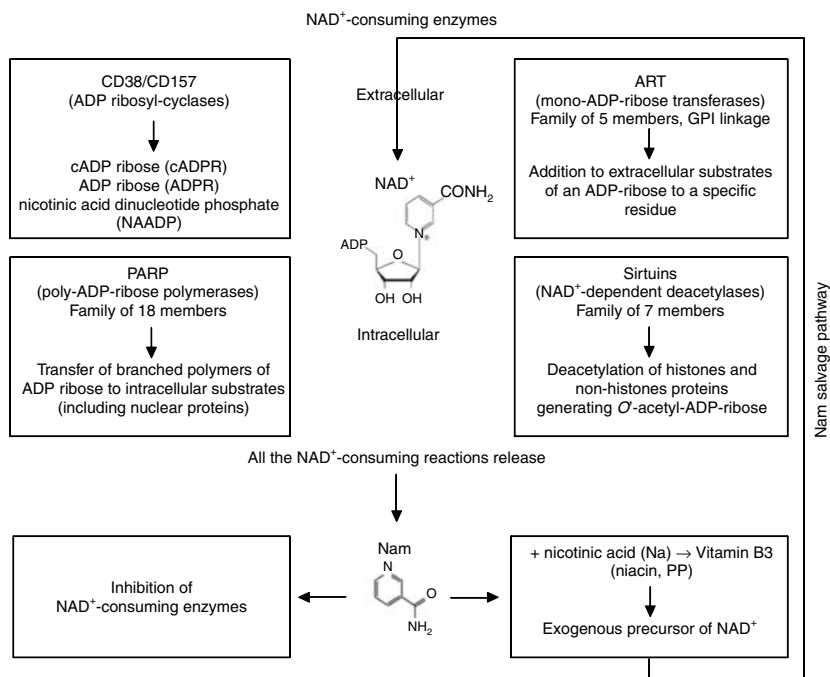 NAD⁺-consuming enzymes
CD38/CD157
(ADP ribosyl-cyclases)
cADP ribose (cADPR)
ADP ribose (ADPR)
nicotinic acid dinucleotide phosphate
(NAADP)
Extracellular
NAD⁺
CONH₂
N⁺
ADP
O
OH OH
Intracellular
ART
(mono-ADP-ribose transferases)
Family of 5 members, GPI linkage
Addition to extracellular substrates
of an ADP-ribose to a specific
residue
PARP
(poly-ADP-ribose polymerases)
Family of 18 members
Transfer of branched polymers of
ADP ribose to intracellular substrates
(including nuclear proteins)
Sirtuins
(NAD⁺-dependent deacetylases)
Family of 7 members
Deacetylation of histones and
non-histones proteins
generating O'-acetyl-ADP-ribose
Nam salvage pathway
All the NAD⁺-consuming reactions release
Inhibition of
NAD⁺-consuming enzymes
Nam
N
O
NH₂
+ nicotinic acid (Na) → Vitamin B3
(niacin, PP)
Exogenous precursor of NAD⁺